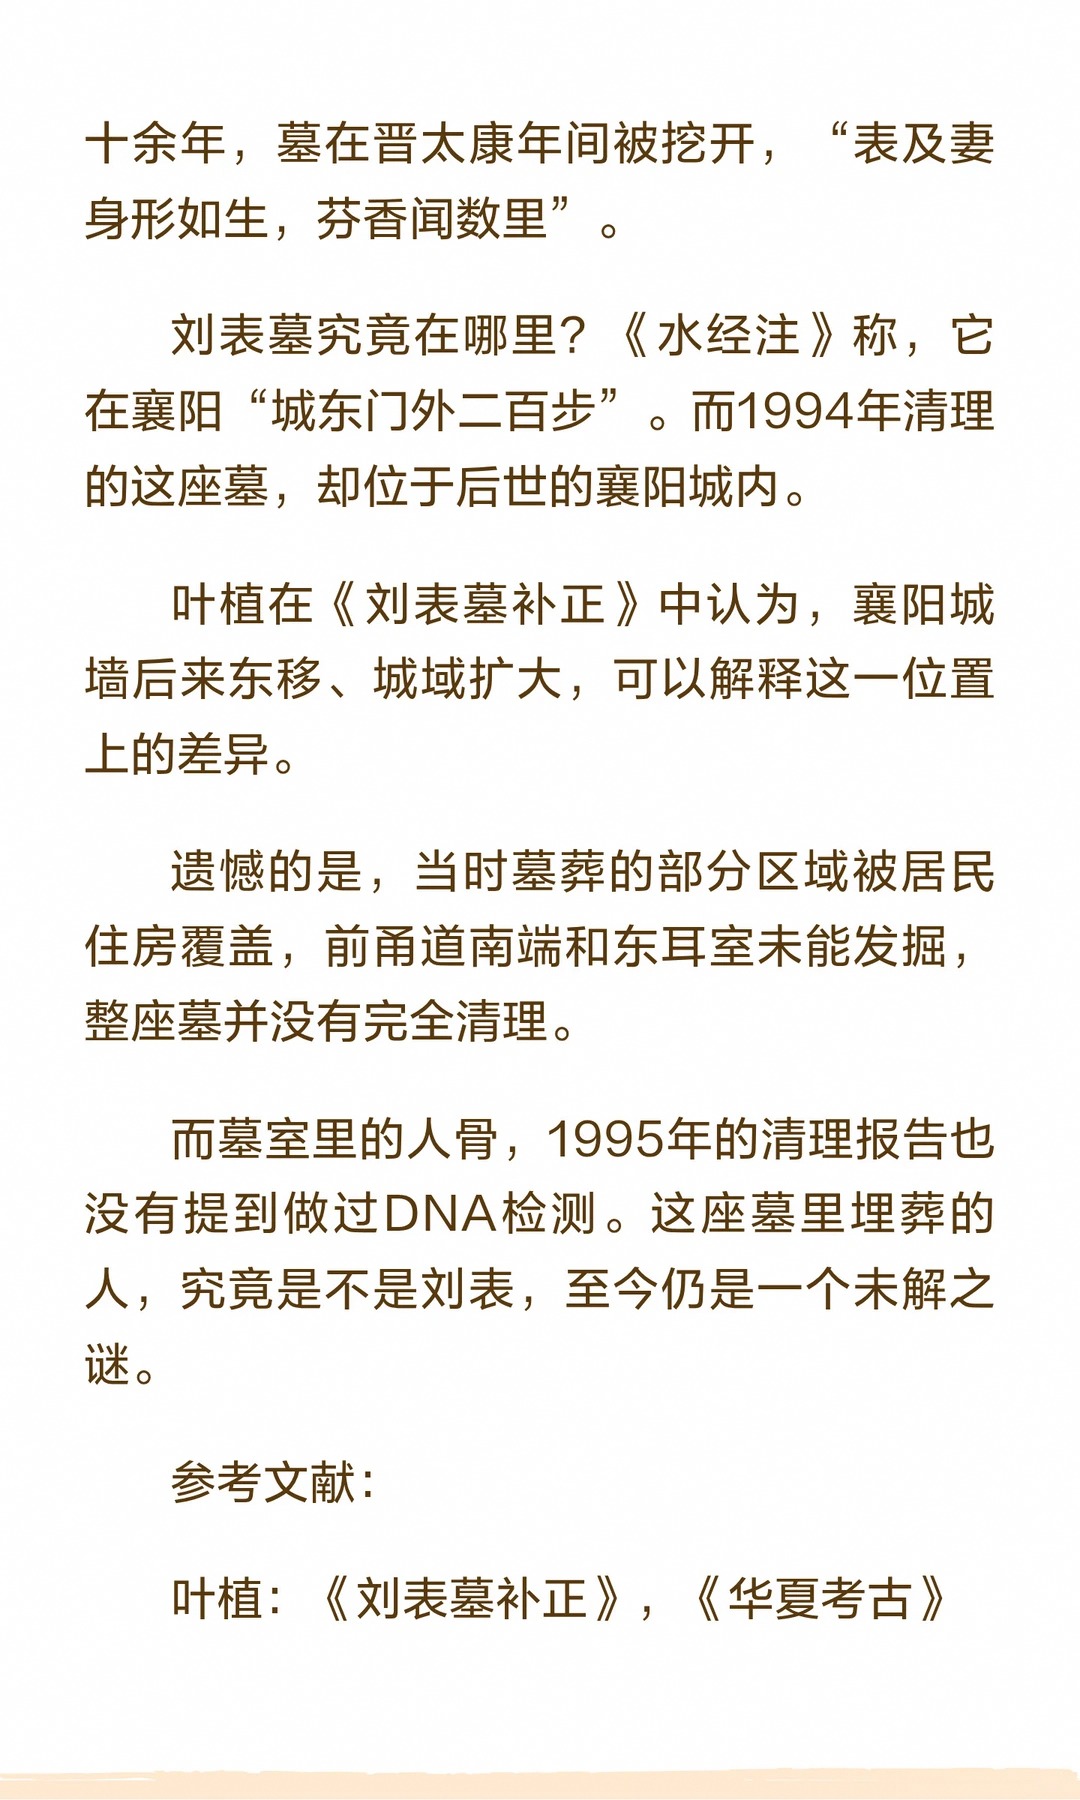 十余年，墓在晋太康年间被挖开，“表及妻
身形如生，芬香闻数里”。
刘表墓究竟在哪里？《水经注》称，它
在襄阳“城东门外二百步”。而1994年清理
的这座墓，却位于后世的襄阳城内。
叶植在《刘表墓补正》中认为，襄阳城
墙后来东移、城域扩大，可以解释这一位置
上的差异。
遗憾的是，当时墓葬的部分区域被居民
住房覆盖，前甬道南端和东耳室未能发掘，
整座墓并没有完全清理。
而墓室里的人骨，1995年的清理报告也
没有提到做过DNA检测。这座墓里埋葬的
人，究竟是不是刘表，至今仍是一个未解之
谜。
参考文献：
叶植：《刘表墓补正》，《华夏考古》